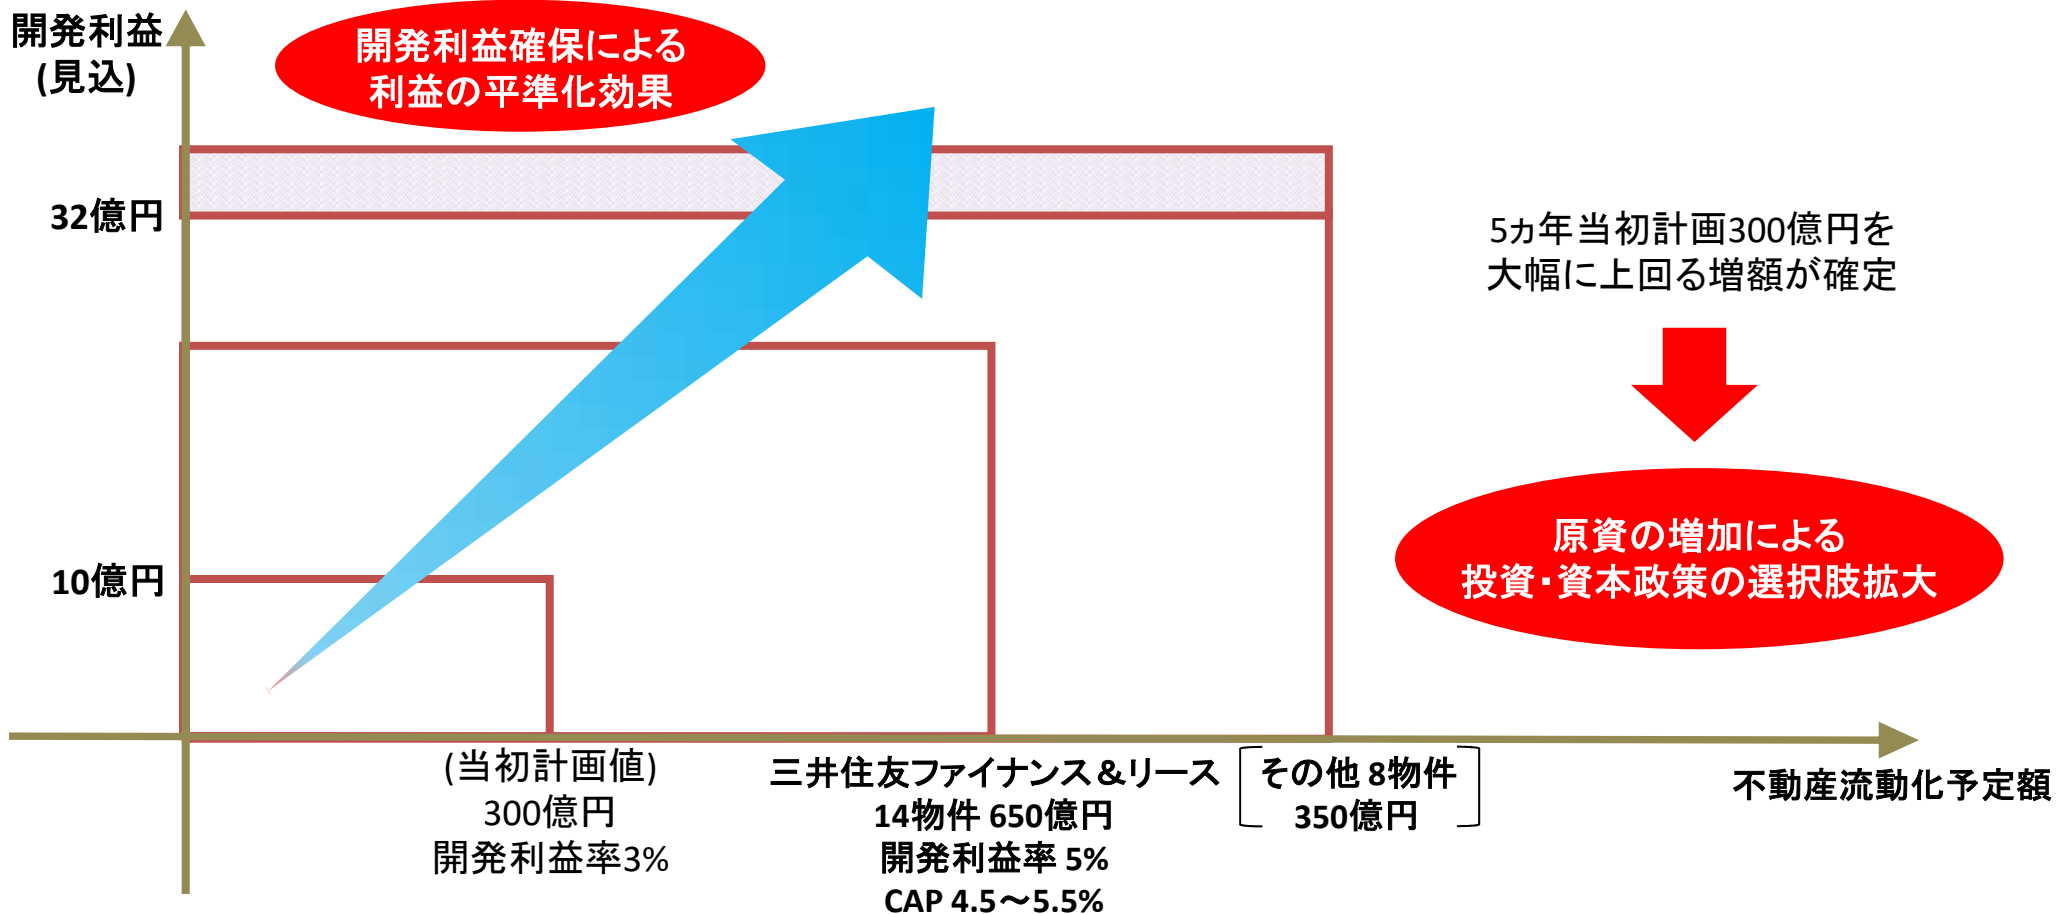 開発利益
(見込)
開発利益確保による
利益の平準化効果
32億円
10億円
5ヵ年当初計画300億円を
大幅に上回る増額が確定
原資の増加による
投資・資本政策の選択肢拡大
(当初計画値)
300億円
開発利益率3%
三井住友ファイナンス&リース
14物件 650億円
開発利益率 5%
CAP 4.5～5.5%
その他 8物件
350億円
不動産流動化予定額